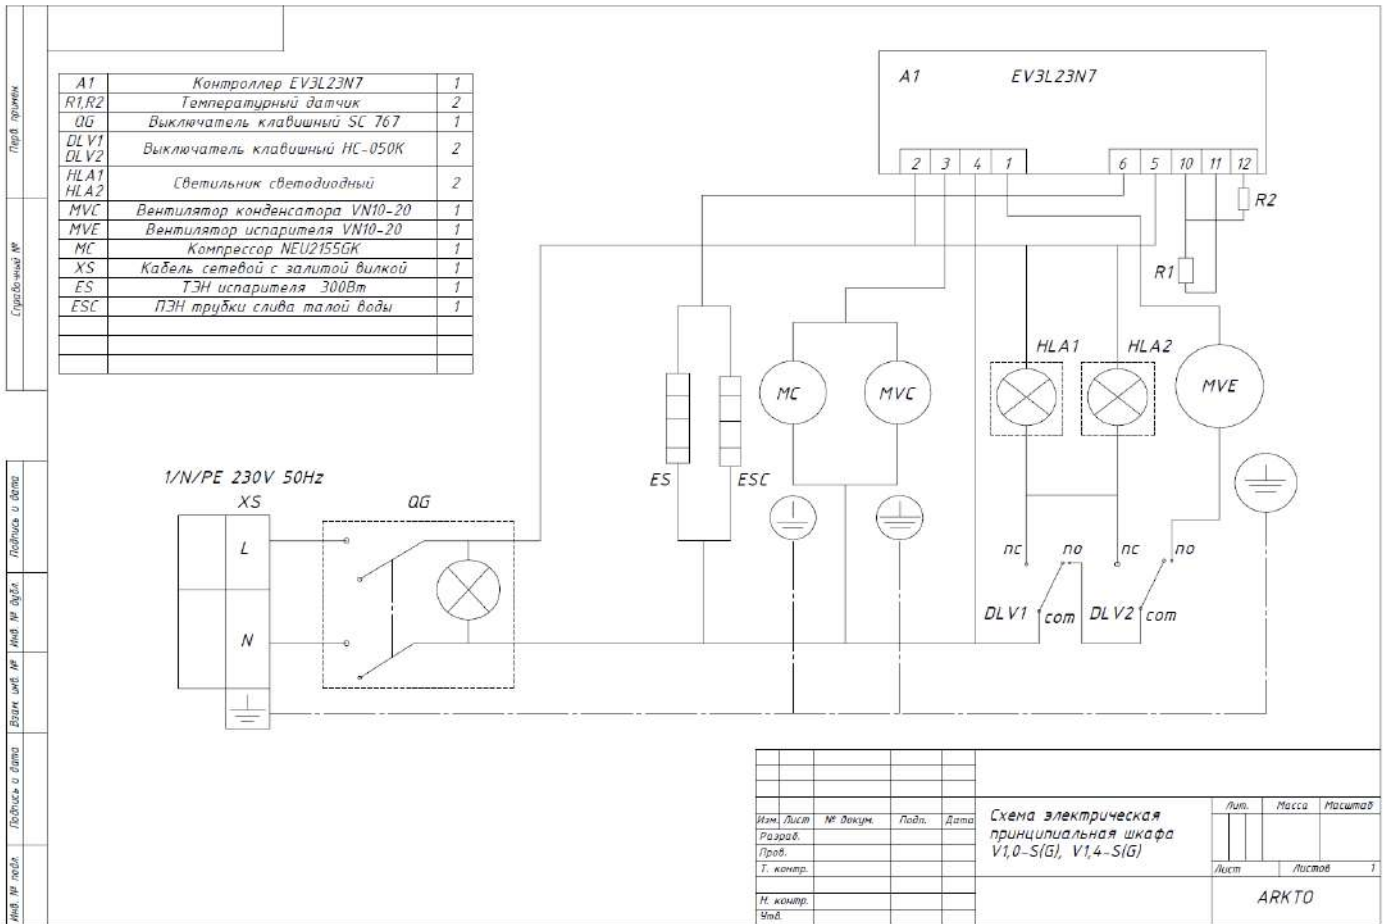 Перв. примен.
Справочный №
Подпись и дата
Инв. № дубл.
Взам. инв. №
Подпись и дата
Инв. № подл.
A1 Контроллер EV3L23N7 1
R1,R2 Температурный датчик 2
QG Выключатель клавишный SC 767 1
DLV1
DLV2 Выключатель клавишный HC-050K 2
HLA1
HLA2 Светильник светодиодный 2
MVC Вентилятор конденсатора VN10-20 1
MVE Вентилятор испарителя VN10-20 1
MC Компрессор NEU2155GK 1
XS Кабель сетевой с залитой вилкой 1
ES ТЭН испарителя 300Вт 1
ESC ПЭН трубки слива талой воды 1
A1 EV3L23N7
2 3 4 1 6 5 10 11 12
R2
R1
HLA1 HLA2
MC MVC MVE
ES ESC
1/N/PE 230V 50Hz
XS QG
L
N
nc no nc no
DLV1 com DLV2 com
Изм. Лист № докум. Подп. Дата
Разраб.
Пров.
Т. контр.
Н. контр.
Утв.
Схема электрическая
принципиальная шкафа
V1,0-S(G), V1,4-S(G)
Лит. Масса Масштаб
Лист Листов 1
ARKTO